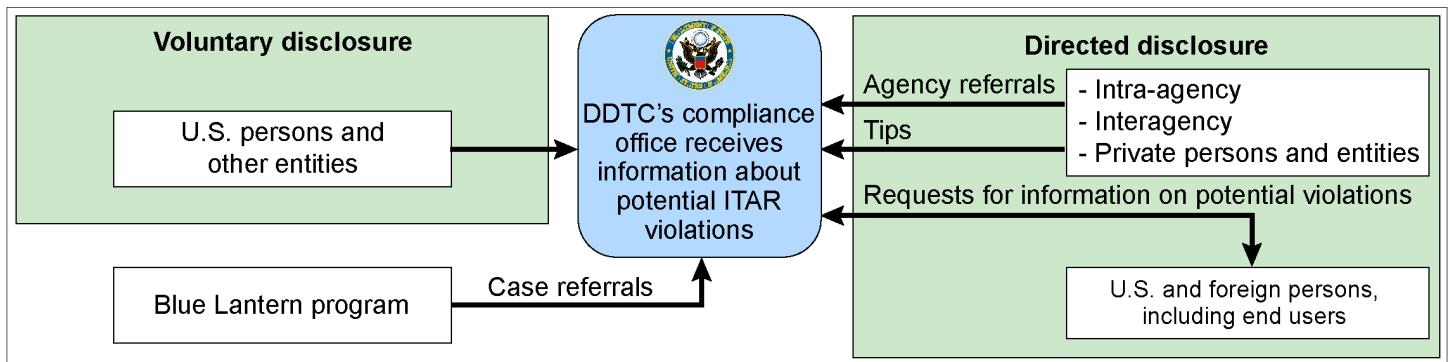 Voluntary disclosure
U.S. persons and
other entities
Blue Lantern program
Case referrals
DDTC’s compliance
office receives
information about
potential ITAR
violations
Directed disclosure
Agency referrals
Tips
- Intra-agency
- Interagency
- Private persons and entities
Requests for information on potential violations
U.S. and foreign persons,
including end users